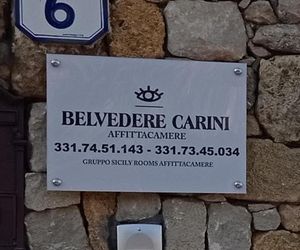 6
BELVEDERE CARINI
AFFITTACAMERE
331.74.51.143 - 331.73.45.034
GRUPPO SICILY ROOMS AFFITTACAMERE